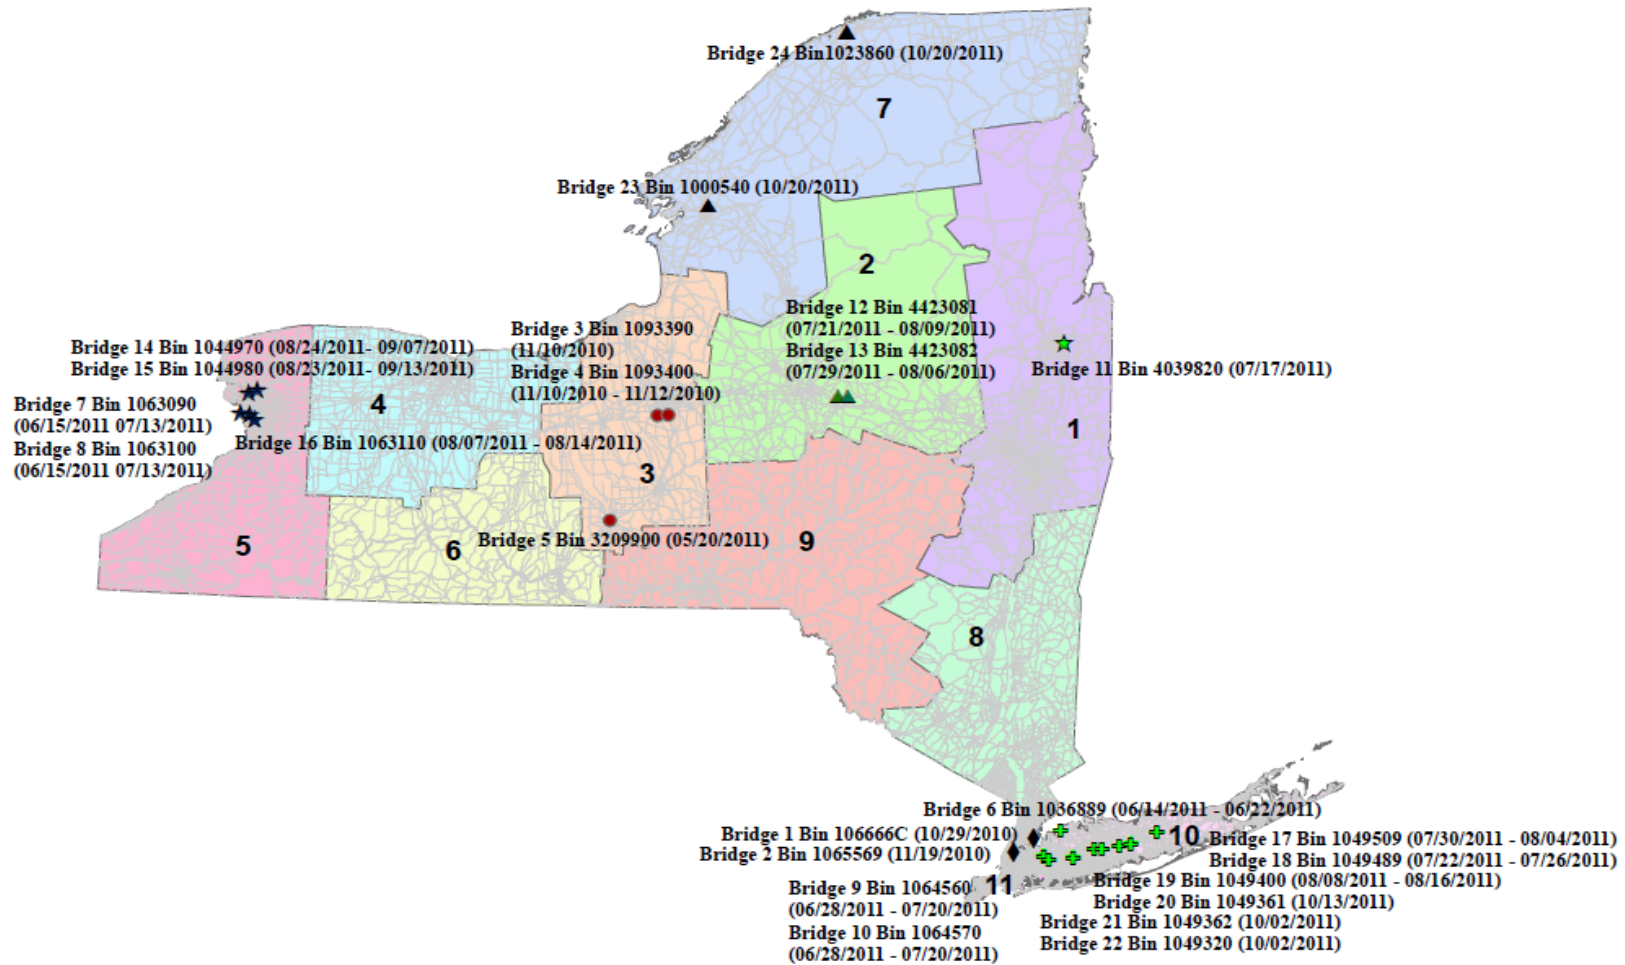 Bridge 24 Bin1023860 (10/20/2011)
7
Bridge 23 Bin 1000540 (10/20/2011)
2
Bridge 12 Bin 4423081
(07/21/2011 - 08/09/2011)
Bridge 13 Bin 4423082
(07/29/2011 - 08/06/2011)
Bridge 3 Bin 1093390
(11/10/2010)
Bridge 4 Bin 1093400
(11/10/2010 - 11/12/2010)
Bridge 14 Bin 1044970 (08/24/2011- 09/07/2011)
Bridge 15 Bin 1044980 (08/23/2011 - 09/13/2011)
Bridge 11 Bin 4039820 (07/17/2011)
4
Bridge 7 Bin 1063090
(06/15/2011 07/13/2011)
Bridge 8 Bin 1063100
(06/15/2011 07/13/2011)
1
Bridge 16 Bin 1063110 (08/07/2011 - 08/14/2011)
3
5
6
Bridge 5 Bin 3209900 (05/20/2011)
9
8
Bridge 6 Bin 1036889 (06/14/2011 - 06/22/2011)
Bridge 1 Bin 106666C (10/29/2010)
Bridge 2 Bin 1065569 (11/19/2010)
10
Bridge 17 Bin 1049509 (07/30/2011 - 08/04/2011)
Bridge 18 Bin 1049489 (07/22/2011 - 07/26/2011)
11
Bridge 19 Bin 1049400 (08/08/2011 - 08/16/2011)
Bridge 20 Bin 1049361 (10/13/2011)
Bridge 21 Bin 1049362 (10/02/2011)
Bridge 22 Bin 1049320 (10/02/2011)
Bridge 9 Bin 1064560
(06/28/2011 - 07/20/2011)
Bridge 10 Bin 1064570
(06/28/2011 - 07/20/2011)